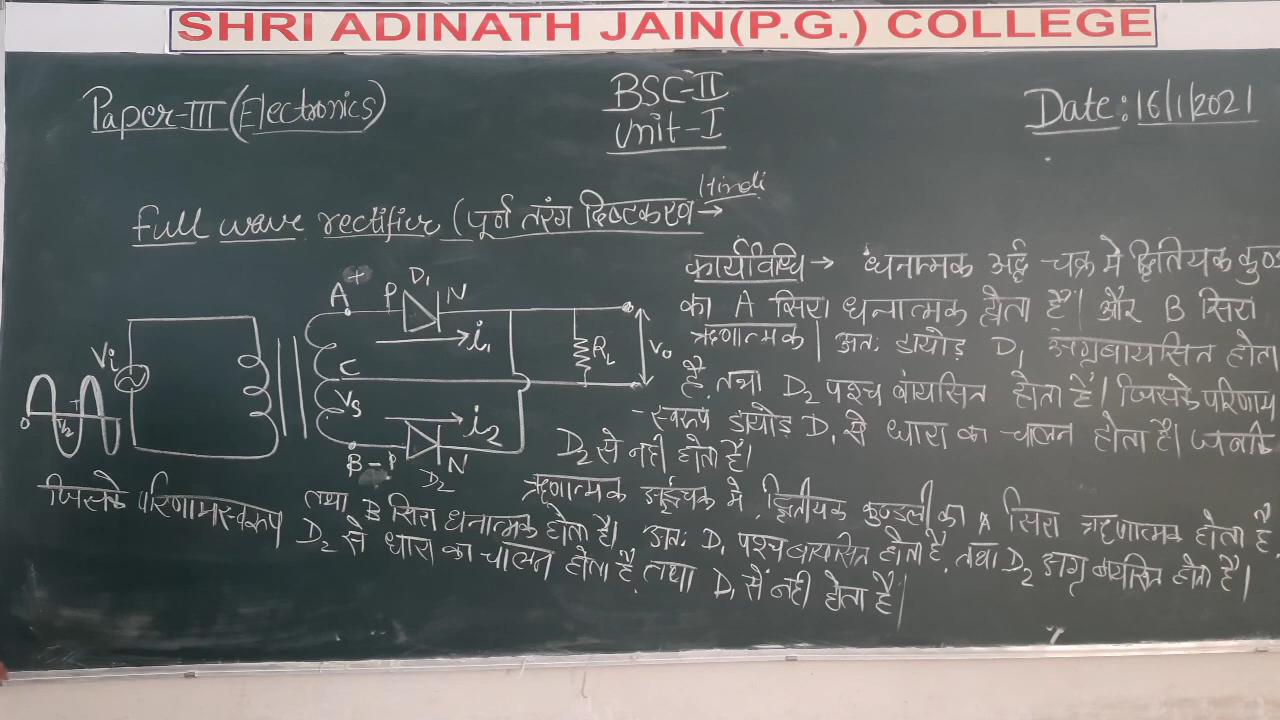 SHRI ADINATH JAIN(P.G.) COLLEGE
Paper-III (Electronics)
BSC-II
Unit-I
Date: 16/1/2021
Full wave rectifier (पूर्ण तरंग दिष्टकरण →
Hindi
कार्यविधि → धनात्मक अर्द्ध चक्र मे द्वितियक कुण्ड
का A सिरा धनात्मक होता है। और B सिरा
ऋणात्मक | अतः डायोड D1 अग्रबायसित होता
है, तथा D2 पश्च बायसित होता है। जिसके परिणाम
-स्वरूप डायोड D1 से धारा का चालन होता है। जबकि
D2 से नही होता है।
ऋणात्मक अर्द्धचक्र मे द्वितीयक कुण्डली का A सिरा ऋणात्मक होता है,
तथा B सिरा धनात्मक होता है। अतः D1 पश्च बायसित होता है, तथा D2 अग्र बायसित होता है।
जिसके परिणामस्वरूप D2 से धारा का चालन होता है, तथा D1 से नही होता है।
+
A
P
D1
N
i1
Vi
C
RL
Vo
Vs
0
π/2
i2
B
-
P
N
D2